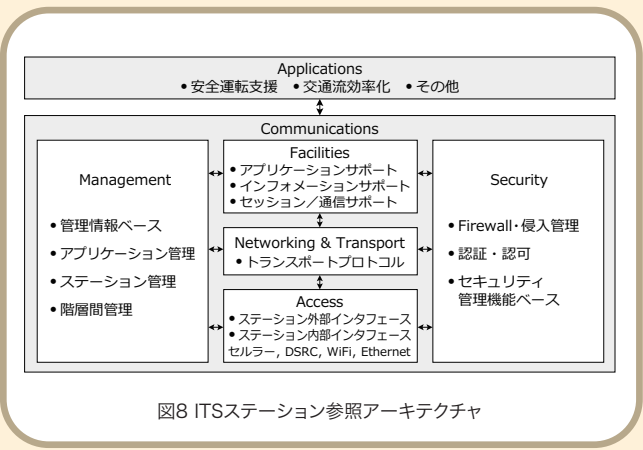 Applications
•安全運転支援 •交通流効率化 •その他
Communications
Management
•管理情報ベース
•アプリケーション管理
•ステーション管理
•階層間管理
Facilities
•アプリケーションサポート
•インフォメーションサポート
•セッション／通信サポート
Networking & Transport
•トランスポートプロトコル
Access
•ステーション外部インタフェース
•ステーション内部インタフェース
セルラー, DSRC, WiFi, Ethernet
Security
•Firewall・侵入管理
•認証・認可
•セキュリティ
管理機能ベース
図8 ITSステーション参照アーキテクチャ